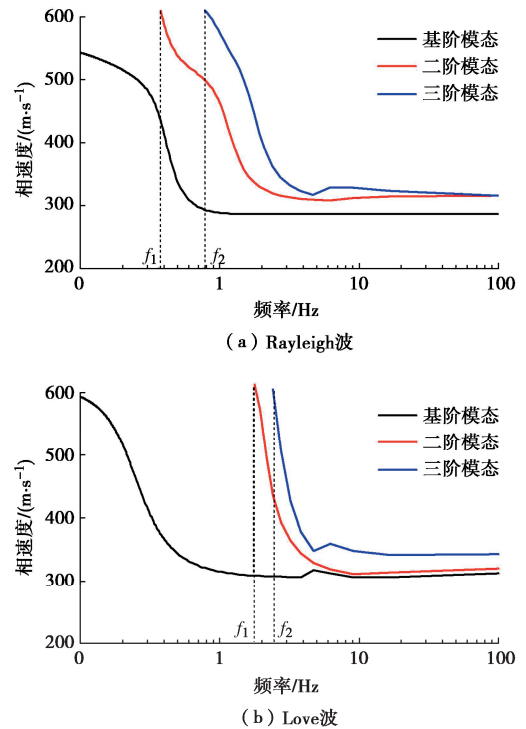 600
500
400
300
200
相速度/(m·s⁻¹)
基阶模态
二阶模态
三阶模态
f₁
f₂
0
1
10
100
频率/Hz
(a)Rayleigh波
600
500
400
300
200
相速度/(m·s⁻¹)
基阶模态
二阶模态
三阶模态
f₁
f₂
0
1
10
100
频率/Hz
(b)Love波